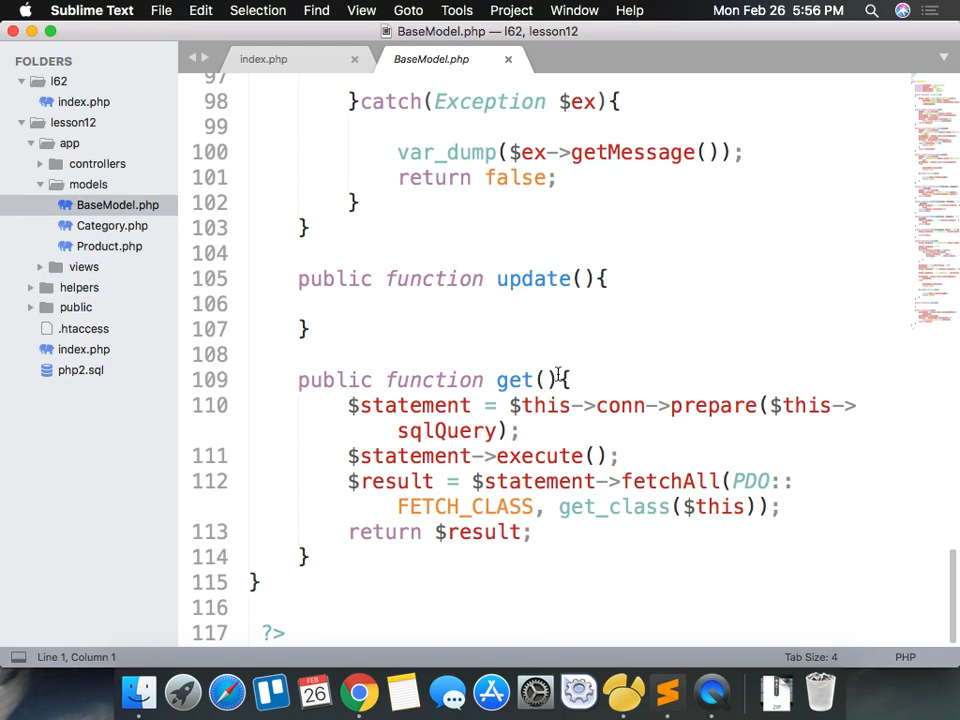 Sublime Text File Edit Selection Find View Goto Tools Project Window Help Mon Feb 26 5:56 PM
BaseModel.php — l62, lesson12
FOLDERS
l62
index.php
lesson12
app
controllers
models
BaseModel.php
Category.php
Product.php
views
helpers
public
.htaccess
index.php
php2.sql
index.php BaseModel.php
97
98 }catch(Exception $ex){
99
100 var_dump($ex->getMessage());
101 return false;
102 }
103 }
104
105 public function update(){
106
107 }
108
109 public function get(){
110 $statement = $this->conn->prepare($this->
sqlQuery);
111 $statement->execute();
112 $result = $statement->fetchAll(PDO::
FETCH_CLASS, get_class($this));
113 return $result;
114 }
115 }
116
117 ?>
Line 1, Column 1 Tab Size: 4 PHP
FEB
26
ZIP